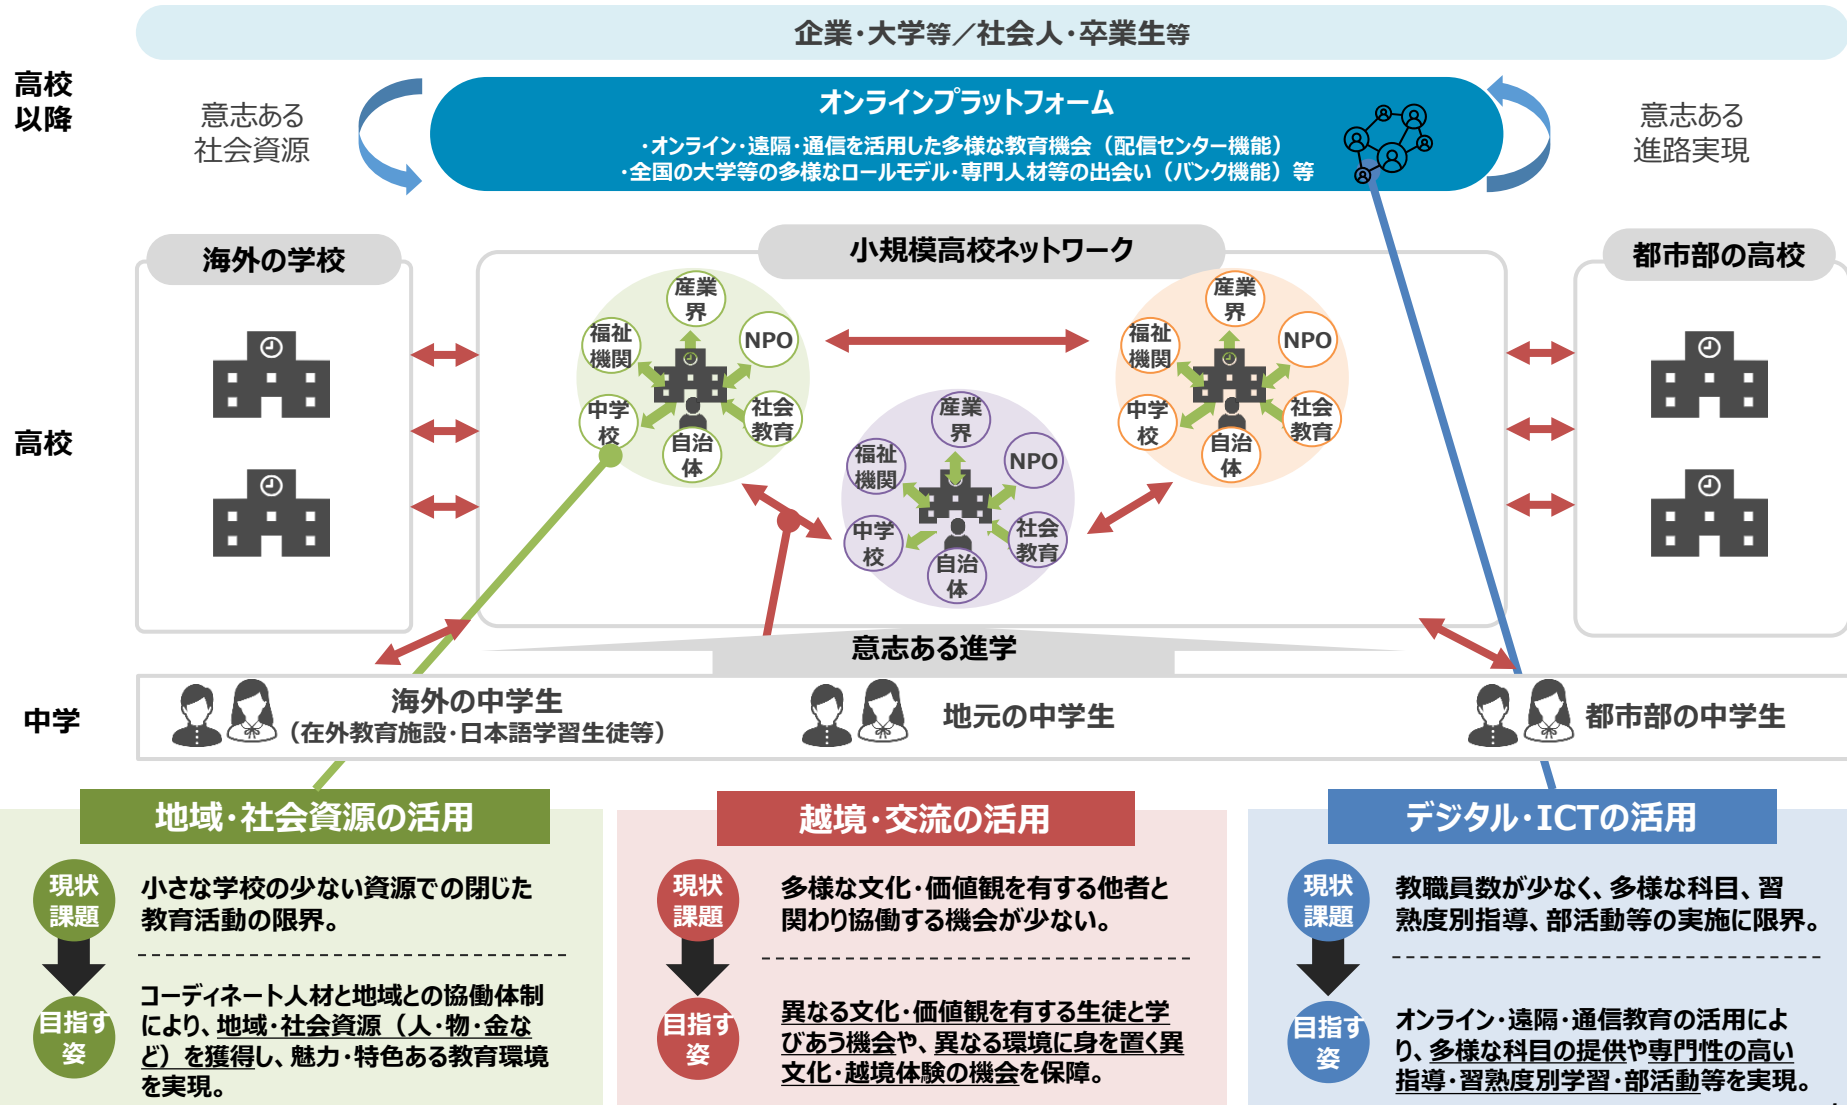 企業・大学等／社会人・卒業生等
高校
以降
意志ある
社会資源
オンラインプラットフォーム
・オンライン・遠隔・通信を活用した多様な教育機会（配信センター機能）
・全国の大学等の多様なロールモデル・専門人材等の出会い（バンク機能）等
意志ある
進路実現
高校
海外の学校
小規模高校ネットワーク
都市部の高校
産業
界
福祉
機関
NPO
中学
校
社会
教育
自治
体
産業
界
福祉
機関
NPO
中学
校
社会
教育
自治
体
産業
界
福祉
機関
NPO
中学
校
社会
教育
自治
体
意志ある進学
中学
海外の中学生
（在外教育施設・日本語学習生徒等）
地元の中学生
都市部の中学生
地域・社会資源の活用
現状
課題
小さな学校の少ない資源での閉じた
教育活動の限界。
目指す
姿
コーディネート人材と地域との協働体制
により、地域・社会資源（人・物・金な
ど）を獲得し、魅力・特色ある教育環境
を実現。
越境・交流の活用
現状
課題
多様な文化・価値観を有する他者と
関わり協働する機会が少ない。
目指す
姿
異なる文化・価値観を有する生徒と学
びあう機会や、異なる環境に身を置く異
文化・越境体験の機会を保障。
デジタル・ICTの活用
現状
課題
教職員数が少なく、多様な科目、習
熟度別指導、部活動等の実施に限界。
目指す
姿
オンライン・遠隔・通信教育の活用によ
り、多様な科目の提供や専門性の高い
指導・習熟度別学習・部活動等を実現。